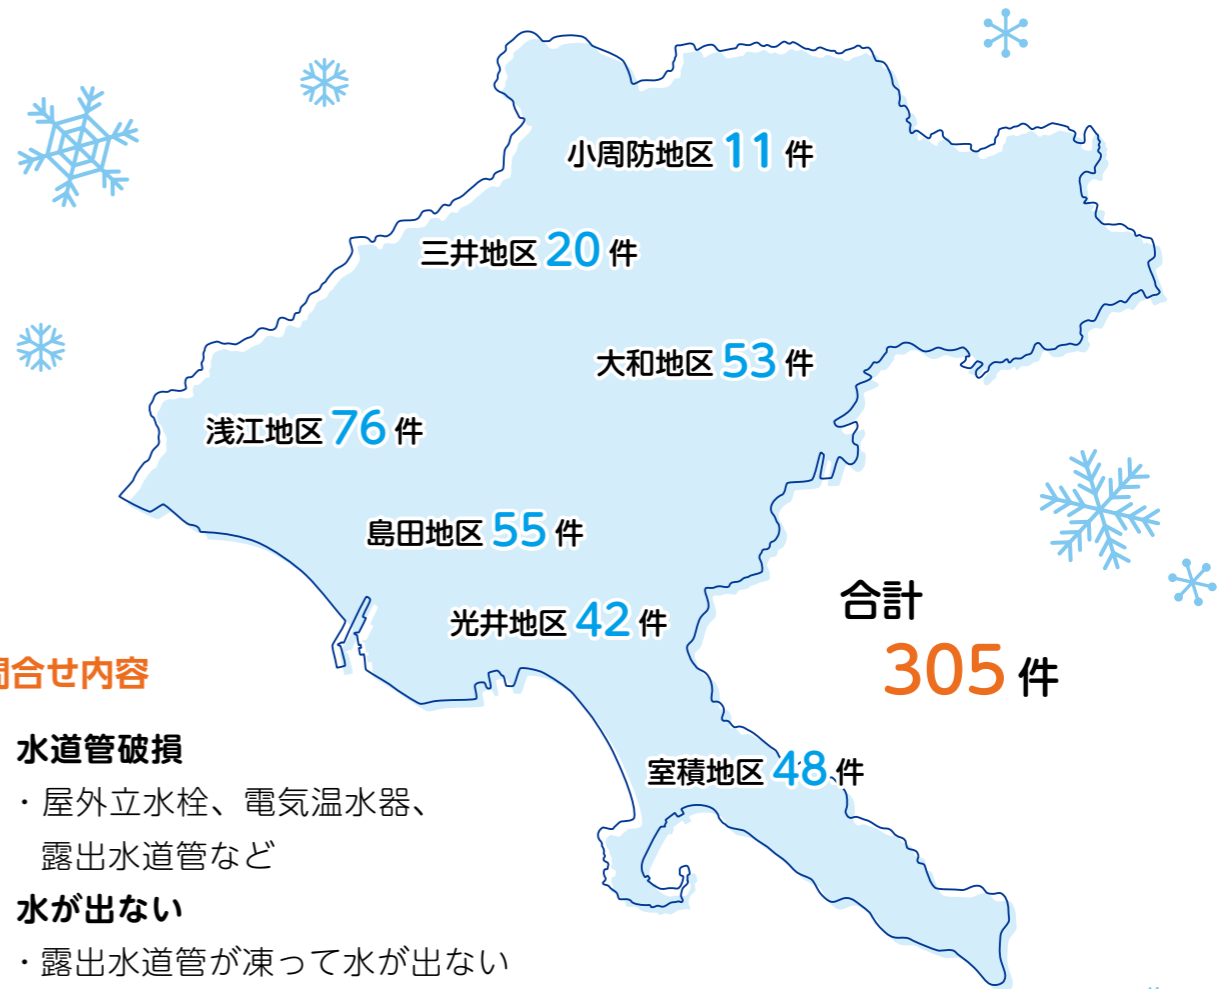 小周防地区 11 件
三井地区 20 件
大和地区 53 件
浅江地区 76 件
島田地区 55 件
光井地区 42 件
合計
305 件
室積地区 48 件
問合せ内容
水道管破損
・屋外立水栓、電気温水器、
露出水道管など
水が出ない
・露出水道管が凍って水が出ない